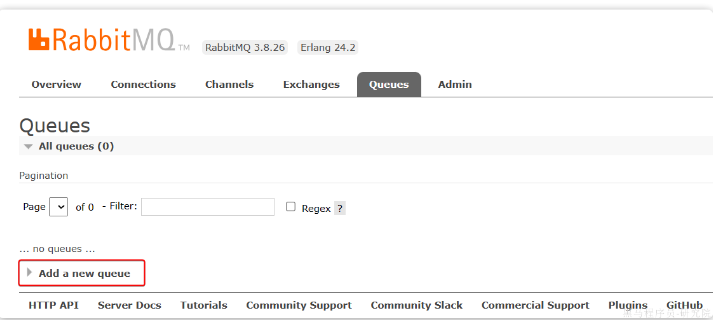 RabbitMQ TM RabbitMQ 3.8.26 Erlang 24.2
Overview Connections Channels Exchanges Queues Admin
Queues
All queues (0)
Pagination
Page of 0 - Filter: Regex ?
... no queues ...
Add a new queue
HTTP API Server Docs Tutorials Community Support Community Slack Commercial Support Plugins GitHub